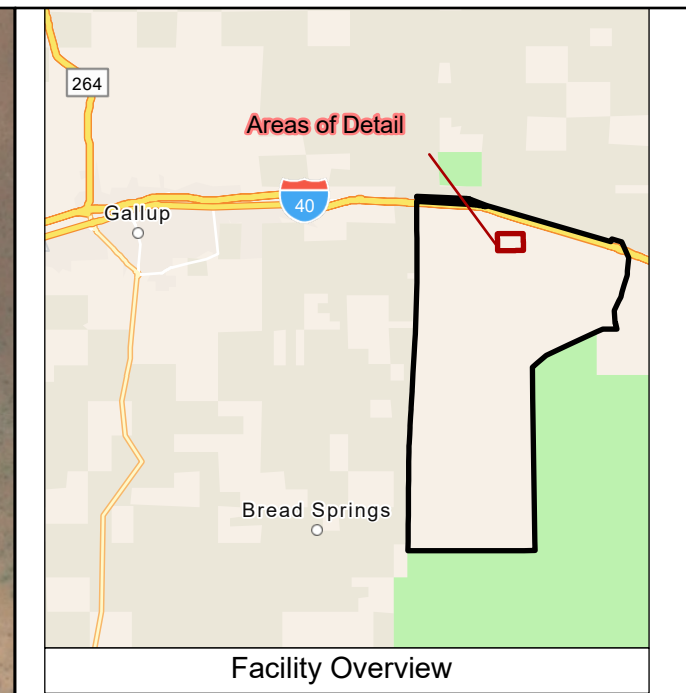 264
Areas of Detail
40
Gallup
Bread Springs
Facility Overview